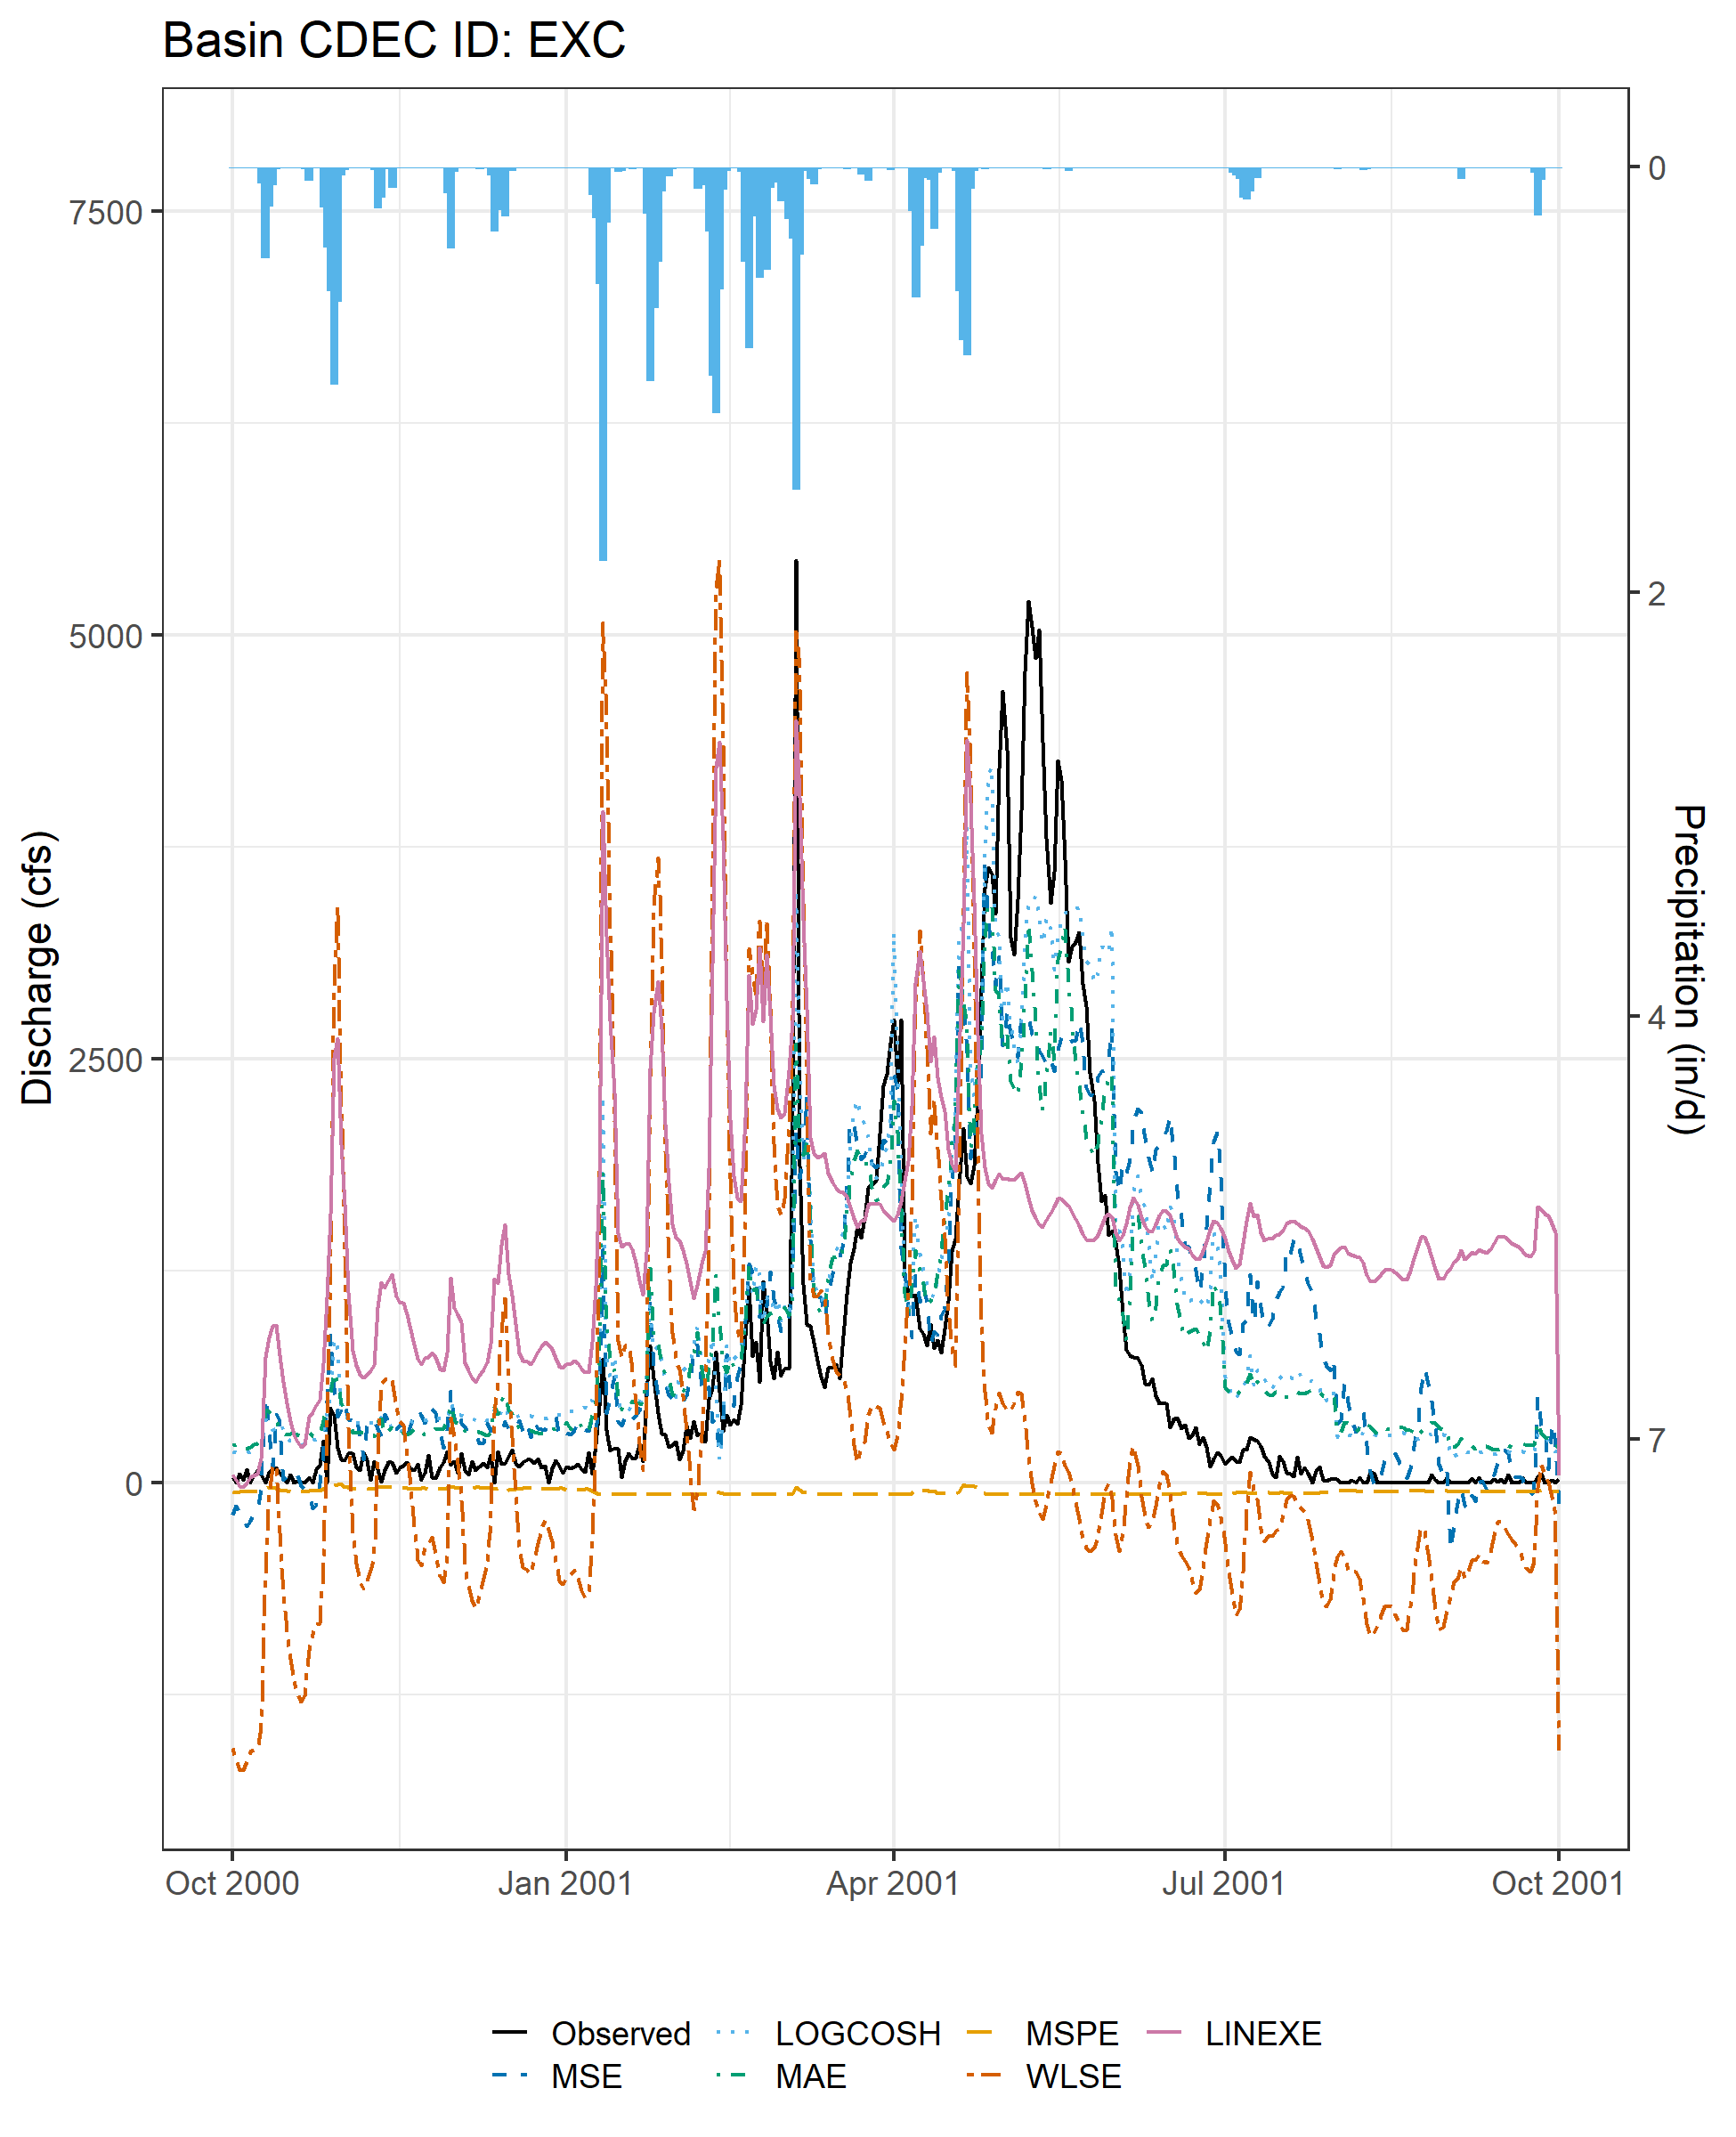 Basin CDEC ID: EXC
7500
5000
2500
0
Discharge (cfs)
0
2
4
7
Precipitation (in/d)
Oct 2000 Jan 2001 Apr 2001 Jul 2001 Oct 2001
Observed LOGCOSH MSPE LINEXE
MSE MAE WLSE